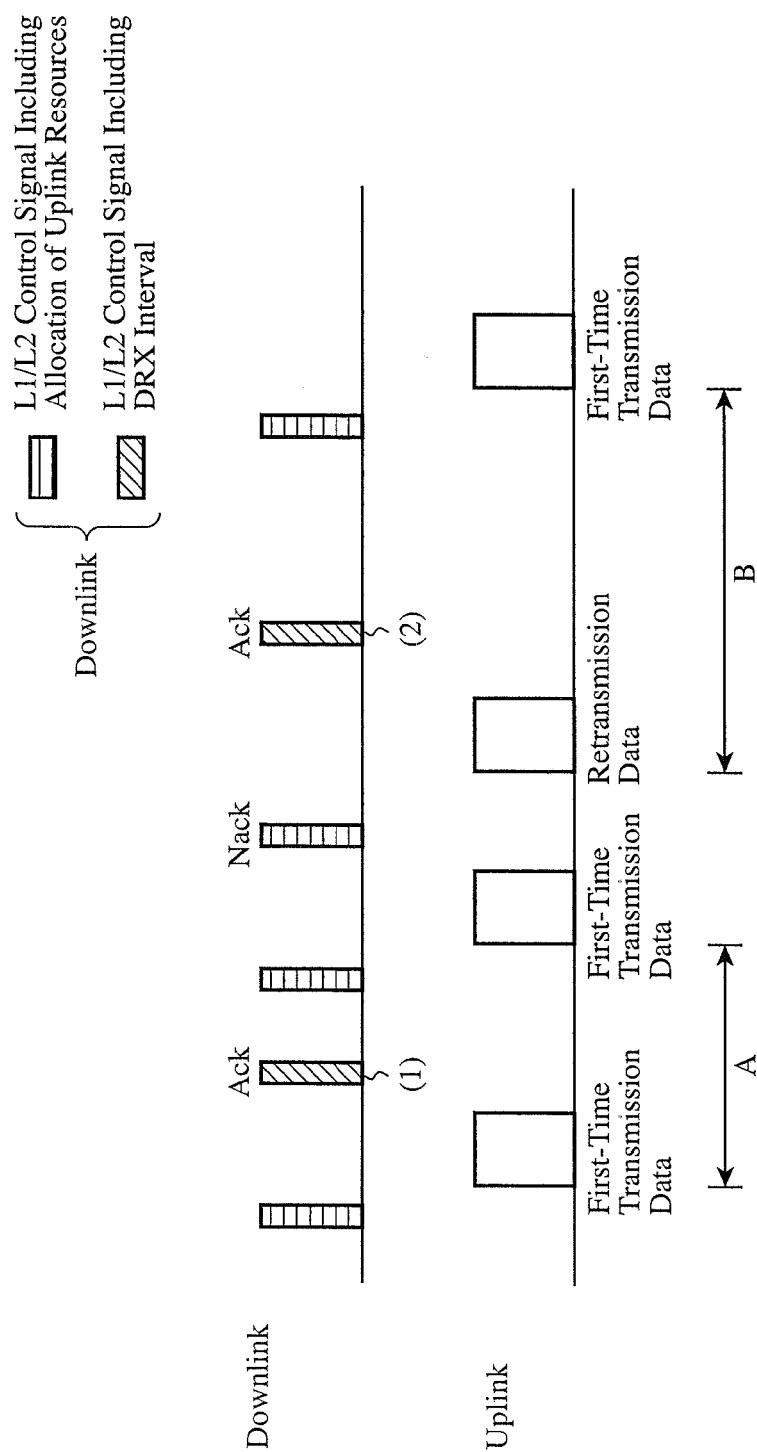 Downlink
L1/L2 Control Signal Including
Allocation of Uplink Resources
L1/L2 Control Signal Including
DRX Interval
Downlink
Ack
(1)
Nack
Ack
(2)
Uplink
First-Time
Transmission
Data
First-Time
Transmission
Data
Retransmission
Data
First-Time
Transmission
Data
A
B